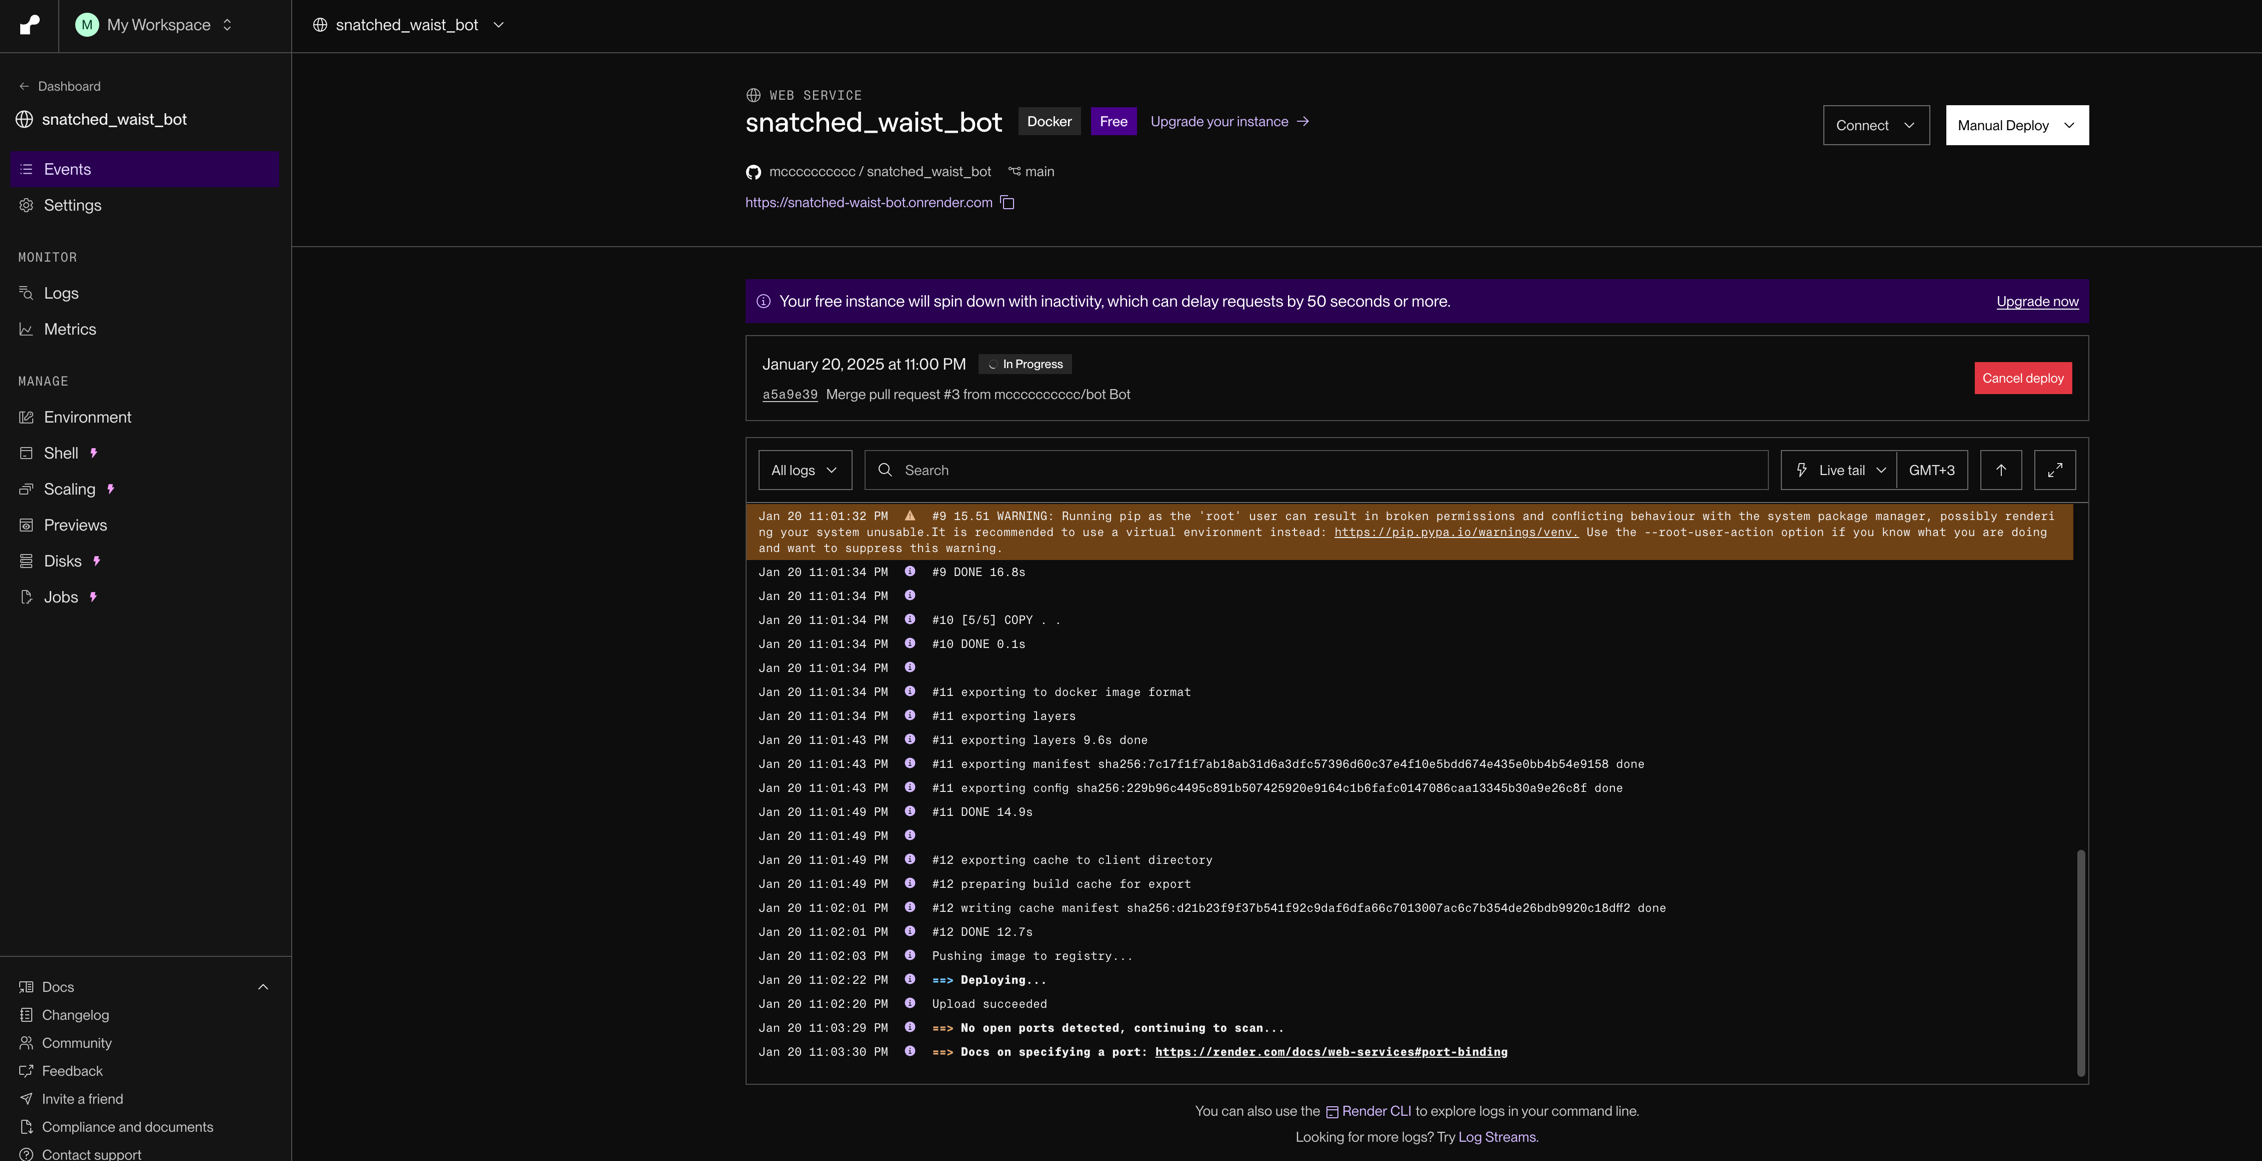 M My Workspace
snatched_waist_bot
Dashboard
snatched_waist_bot
Events
Settings
MONITOR
Logs
Metrics
MANAGE
Environment
Shell
Scaling
Previews
Disks
Jobs
Docs
Changelog
Community
Feedback
Invite a friend
Compliance and documents
Contact support
WEB SERVICE
snatched_waist_bot Docker Free Upgrade your instance
Connect Manual Deploy
mcccccccccc / snatched_waist_bot main
https://snatched-waist-bot.onrender.com
Your free instance will spin down with inactivity, which can delay requests by 50 seconds or more. Upgrade now
January 20, 2025 at 11:00 PM In Progress
a5a9e39 Merge pull request #3 from mcccccccccc/bot Bot
Cancel deploy
All logs Search Live tail GMT+3
Jan 20 11:01:32 PM #9 15.51 WARNING: Running pip as the 'root' user can result in broken permissions and conflicting behaviour with the system package manager, possibly renderi
ng your system unusable.It is recommended to use a virtual environment instead: https://pip.pypa.io/warnings/venv. Use the --root-user-action option if you know what you are doing
and want to suppress this warning.
Jan 20 11:01:34 PM #9 DONE 16.8s
Jan 20 11:01:34 PM
Jan 20 11:01:34 PM #10 [5/5] COPY . .
Jan 20 11:01:34 PM #10 DONE 0.1s
Jan 20 11:01:34 PM
Jan 20 11:01:34 PM #11 exporting to docker image format
Jan 20 11:01:34 PM #11 exporting layers
Jan 20 11:01:43 PM #11 exporting layers 9.6s done
Jan 20 11:01:43 PM #11 exporting manifest sha256:7c17f1f7ab18ab31d6a3dfc57396d60c37e4f10e5bdd674e435e0bb4b54e9158 done
Jan 20 11:01:43 PM #11 exporting config sha256:229b96c4495c891b507425920e9164c1b6fafc0147086caa13345b30a9e26c8f done
Jan 20 11:01:49 PM #11 DONE 14.9s
Jan 20 11:01:49 PM
Jan 20 11:01:49 PM #12 exporting cache to client directory
Jan 20 11:01:49 PM #12 preparing build cache for export
Jan 20 11:02:01 PM #12 writing cache manifest sha256:d21b23f9f37b541f92c9daf6dfa66c7013007ac6c7b354de26bdb9920c18dff2 done
Jan 20 11:02:01 PM #12 DONE 12.7s
Jan 20 11:02:03 PM Pushing image to registry...
Jan 20 11:02:22 PM ==> Deploying...
Jan 20 11:02:20 PM Upload succeeded
Jan 20 11:03:29 PM ==> No open ports detected, continuing to scan...
Jan 20 11:03:30 PM ==> Docs on specifying a port: https://render.com/docs/web-services#port-binding
You can also use the Render CLI to explore logs in your command line.
Looking for more logs? Try Log Streams.